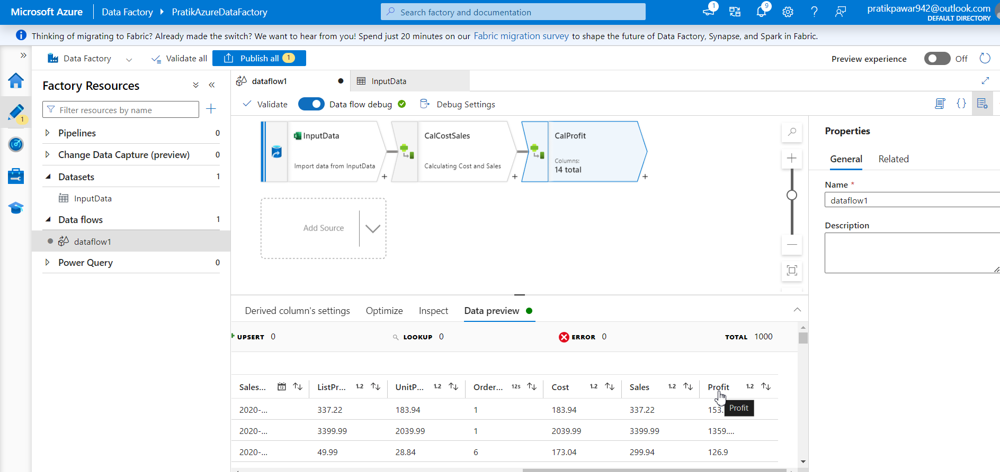 Microsoft Azure Data Factory PratikAzureDataFactory Search factory and documentation 1 9 pratikpawar942@outlook.com
DEFAULT DIRECTORY
Thinking of migrating to Fabric? Already made the switch? We want to hear from you! Spend just 20 minutes on our Fabric migration survey to shape the future of Data Factory, Synapse, and Spark in Fabric.
Data Factory Validate all Publish all 1 Preview experience Off
Factory Resources
Filter resources by name
1
Pipelines 0
Change Data Capture (preview) 0
Datasets 1
InputData
Data flows 1
dataflow1
Power Query 0
dataflow1 InputData
Validate Data flow debug Debug Settings
InputData
Import data from InputData
CalCostSales
Calculating Cost and Sales
CalProfit
Columns:
14 total
Add Source
Properties
General Related
Name *
dataflow1
Description
Derived column's settings Optimize Inspect Data preview
UPSERT 0 LOOKUP 0 ERROR 0 TOTAL 1000
Sales... 12 ListPr... 1.2 UnitP... 1.2 Order... 12s Cost 1.2 Sales 1.2 Profit 1.2
2020-... 337.22 183.94 1 183.94 337.22 153.
Profit
2020-... 3399.99 2039.99 1 2039.99 3399.99 1359....
2020-... 49.99 28.84 6 173.04 299.94 126.9